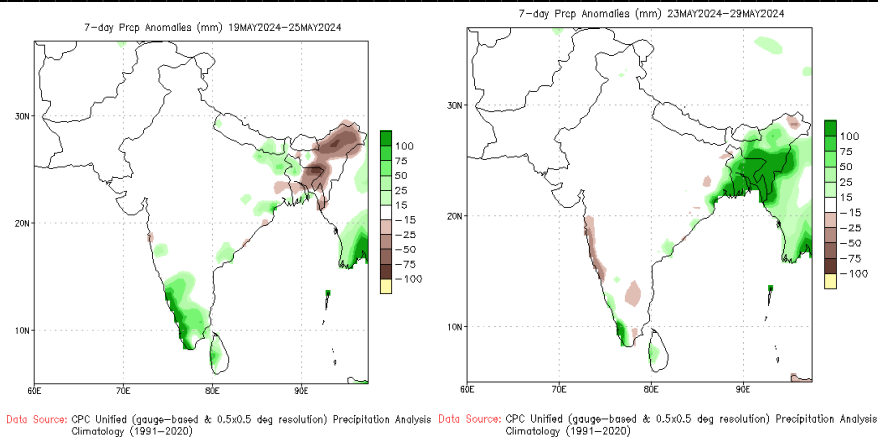 7-day Prcp Anomalies (mm) 19MAY2024-25MAY2024
30N
20N
10N
60E 70E 80E 90E
100
75
50
25
15
-15
-25
-50
-75
-100
Data Source: CPC Unified (gauge-based & 0.5x0.5 deg resolution) Precipitation Analysis
Climatology (1991-2020)
7-day Prcp Anomalies (mm) 23MAY2024-29MAY2024
30N
20N
10N
60E 70E 80E 90E
100
75
50
25
15
-15
-25
-50
-75
-100
Data Source: CPC Unified (gauge-based & 0.5x0.5 deg resolution) Precipitation Analysis
Climatology (1991-2020)